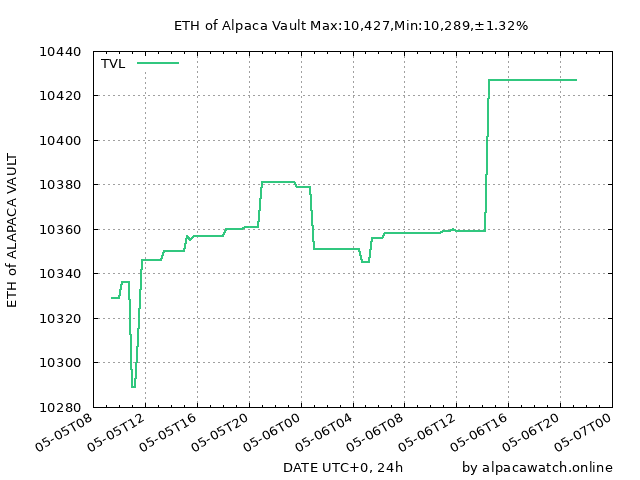 ETH of Alpaca Vault Max:10,427,Min:10,289,±1.32%
TVL
10440
10420
10400
10380
10360
10340
10320
10300
10280
ETH of ALAPACA VAULT
05-05T08
05-05T12
05-05T16
05-05T20
05-06T00
05-06T04
05-06T08
05-06T12
05-06T16
05-06T20
05-07T00
DATE UTC+0, 24h
by alpacawatch.online